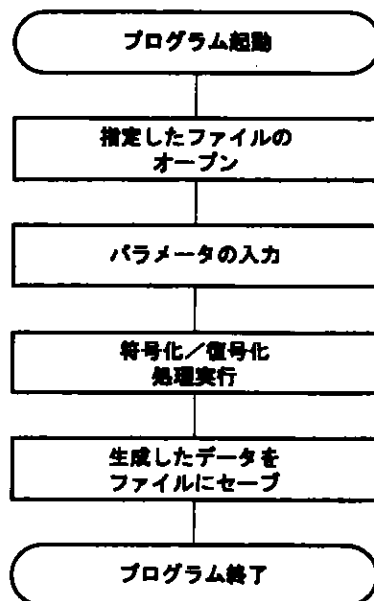 プログラム起動
指定したファイルの
オープン
パラメータの入力
符号化/復号化
処理実行
生成したデータを
ファイルにセーブ
プログラム終了